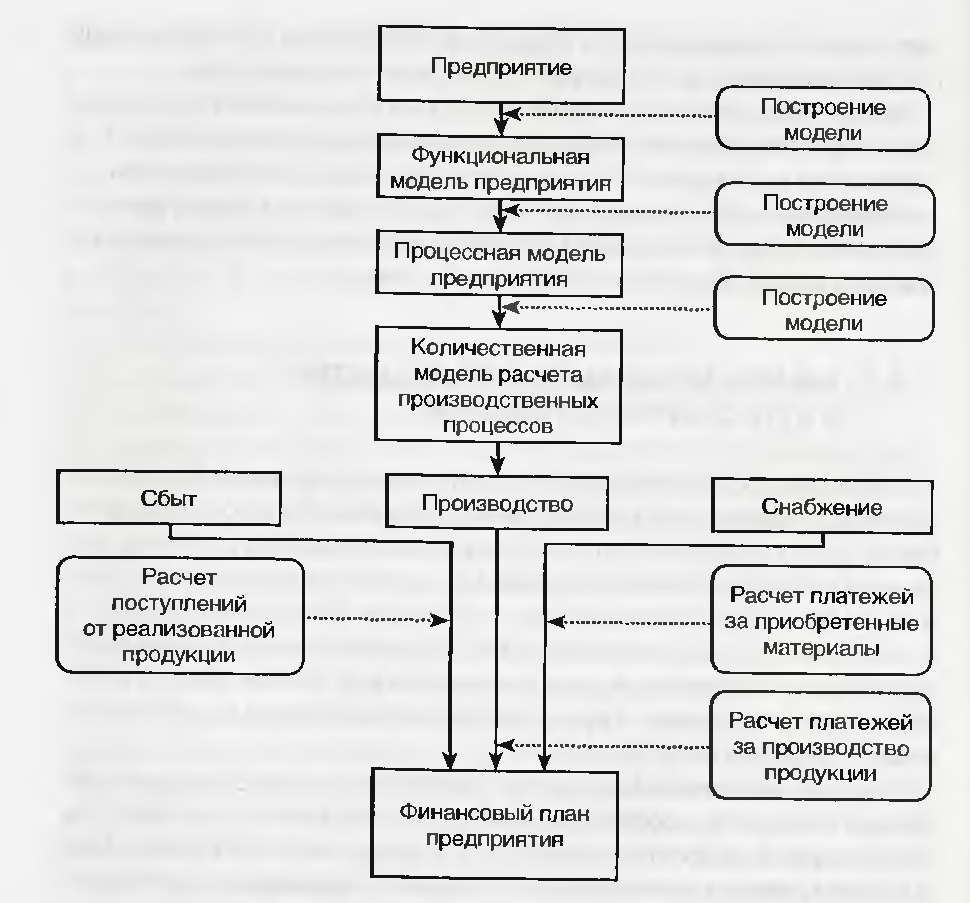 Предприятие
Построение
модели
Функциональная
модель предприятия
Построение
модели
Процессная модель
предприятия
Построение
модели
Количественная
модель расчета
производственных
процессов
Сбыт
Производство
Снабжение
Расчет
поступлений
от реализованной
продукции
Расчет платежей
за приобретенные
материалы
Расчет платежей
за производство
продукции
Финансовый план
предприятия